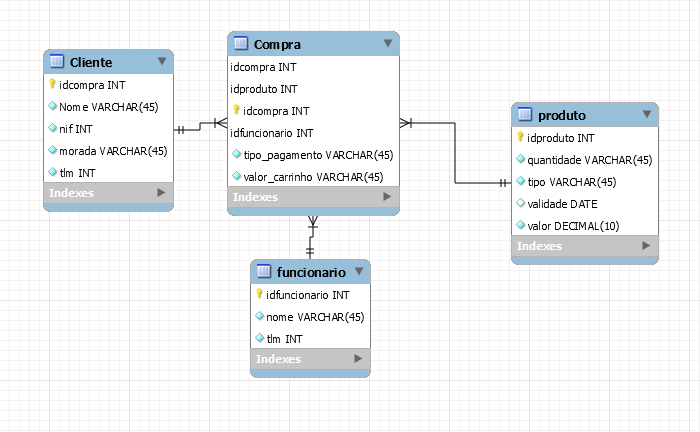 Cliente
idcompra INT
Nome VARCHAR(45)
nif INT
morada VARCHAR(45)
tlm INT
Indexes
Compra
idcompra INT
idproduto INT
idcompra INT
idfuncionario INT
tipo_pagamento VARCHAR(45)
valor_carrinho VARCHAR(45)
Indexes
produto
idproduto INT
quantidade VARCHAR(45)
tipo VARCHAR(45)
validade DATE
valor DECIMAL(10)
Indexes
funcionario
idfuncionario INT
nome VARCHAR(45)
tlm INT
Indexes